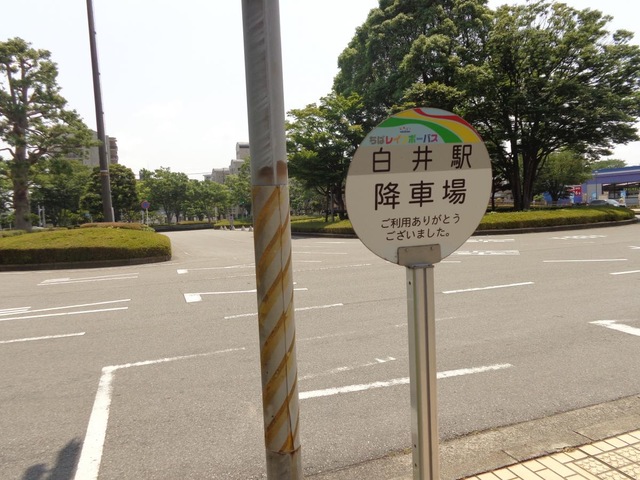 ちばレインボーバス
白井駅
降車場
ご利用ありがとう
ございました。